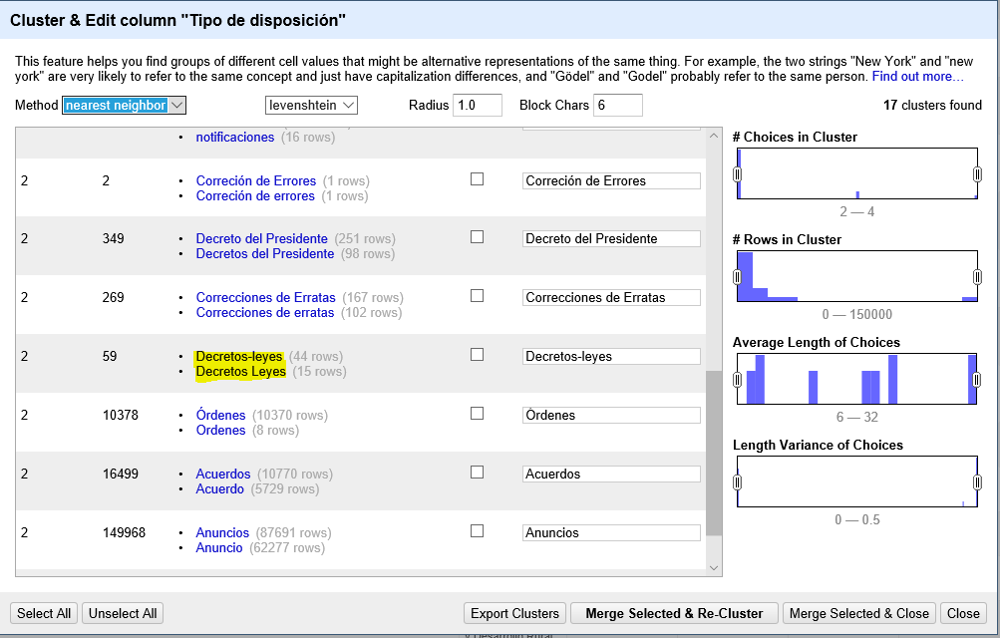 Cluster & Edit column "Tipo de disposición"
This feature helps you find groups of different cell values that might be alternative representations of the same thing. For example, the two strings "New York" and "new
york" are very likely to refer to the same concept and just have capitalization differences, and "Gödel" and "Godel" probably refer to the same person. Find out more...
Method nearest neighbor levenshtein Radius 1.0 Block Chars 6 17 clusters found
• notificaciones (16 rows)
2 2 • Correción de Errores (1 rows) Correción de Errores
• Correción de errores (1 rows)
2 349 • Decreto del Presidente (251 rows) Decreto del Presidente
• Decretos del Presidente (98 rows)
2 269 • Correcciones de Erratas (167 rows) Correcciones de Erratas
• Correcciones de erratas (102 rows)
2 59 • Decretos-leyes (44 rows) Decretos-leyes
• Decretos Leyes (15 rows)
2 10378 • Órdenes (10370 rows) Órdenes
• Ordenes (8 rows)
2 16499 • Acuerdos (10770 rows) Acuerdos
• Acuerdo (5729 rows)
2 149968 • Anuncios (87691 rows) Anuncios
• Anuncio (62277 rows)
# Choices in Cluster
2 — 4
# Rows in Cluster
0 — 150000
Average Length of Choices
6 — 32
Length Variance of Choices
0 — 0.5
Select All Unselect All Export Clusters Merge Selected & Re-Cluster Merge Selected & Close Close